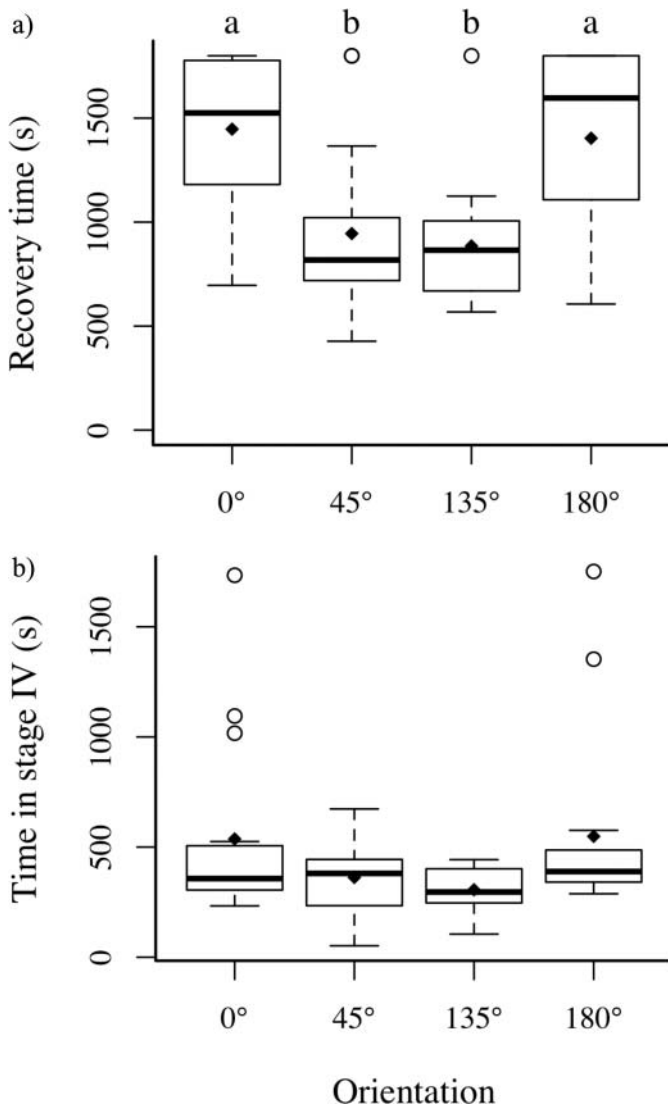 a)
a b b a
Recovery time (s)
1500
1000
500
0
0° 45° 135° 180°
b)
Time in stage IV (s)
1500
1000
500
0
0° 45° 135° 180°
Orientation